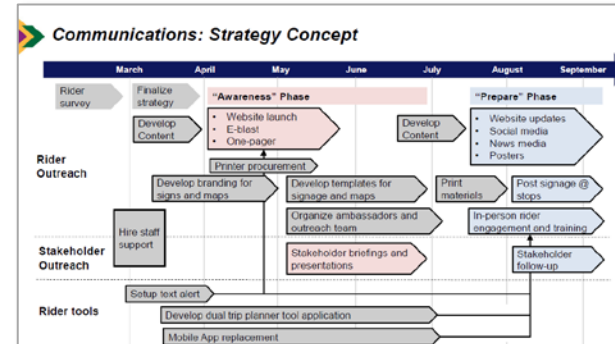 Communications: Strategy Concept
March April May June July August September
Rider
survey
Finalize
strategy
"Awareness" Phase
"Prepare" Phase
Develop
Content
• Website launch
• E-blast
• One-pager
Develop
Content
• Website updates
• Social media
• News media
• Posters
Rider
Outreach
Printer procurement
Develop branding for
signs and maps
Develop templates for
signage and maps
Print
materials
Post signage @
stops
Hire staff
support
Organize ambassadors and
outreach team
In-person rider
engagement and training
Stakeholder
Outreach
Stakeholder briefings and
presentations
Stakeholder
follow-up
Rider tools
Setup text alert
Develop dual trip planner tool application
Mobile App replacement